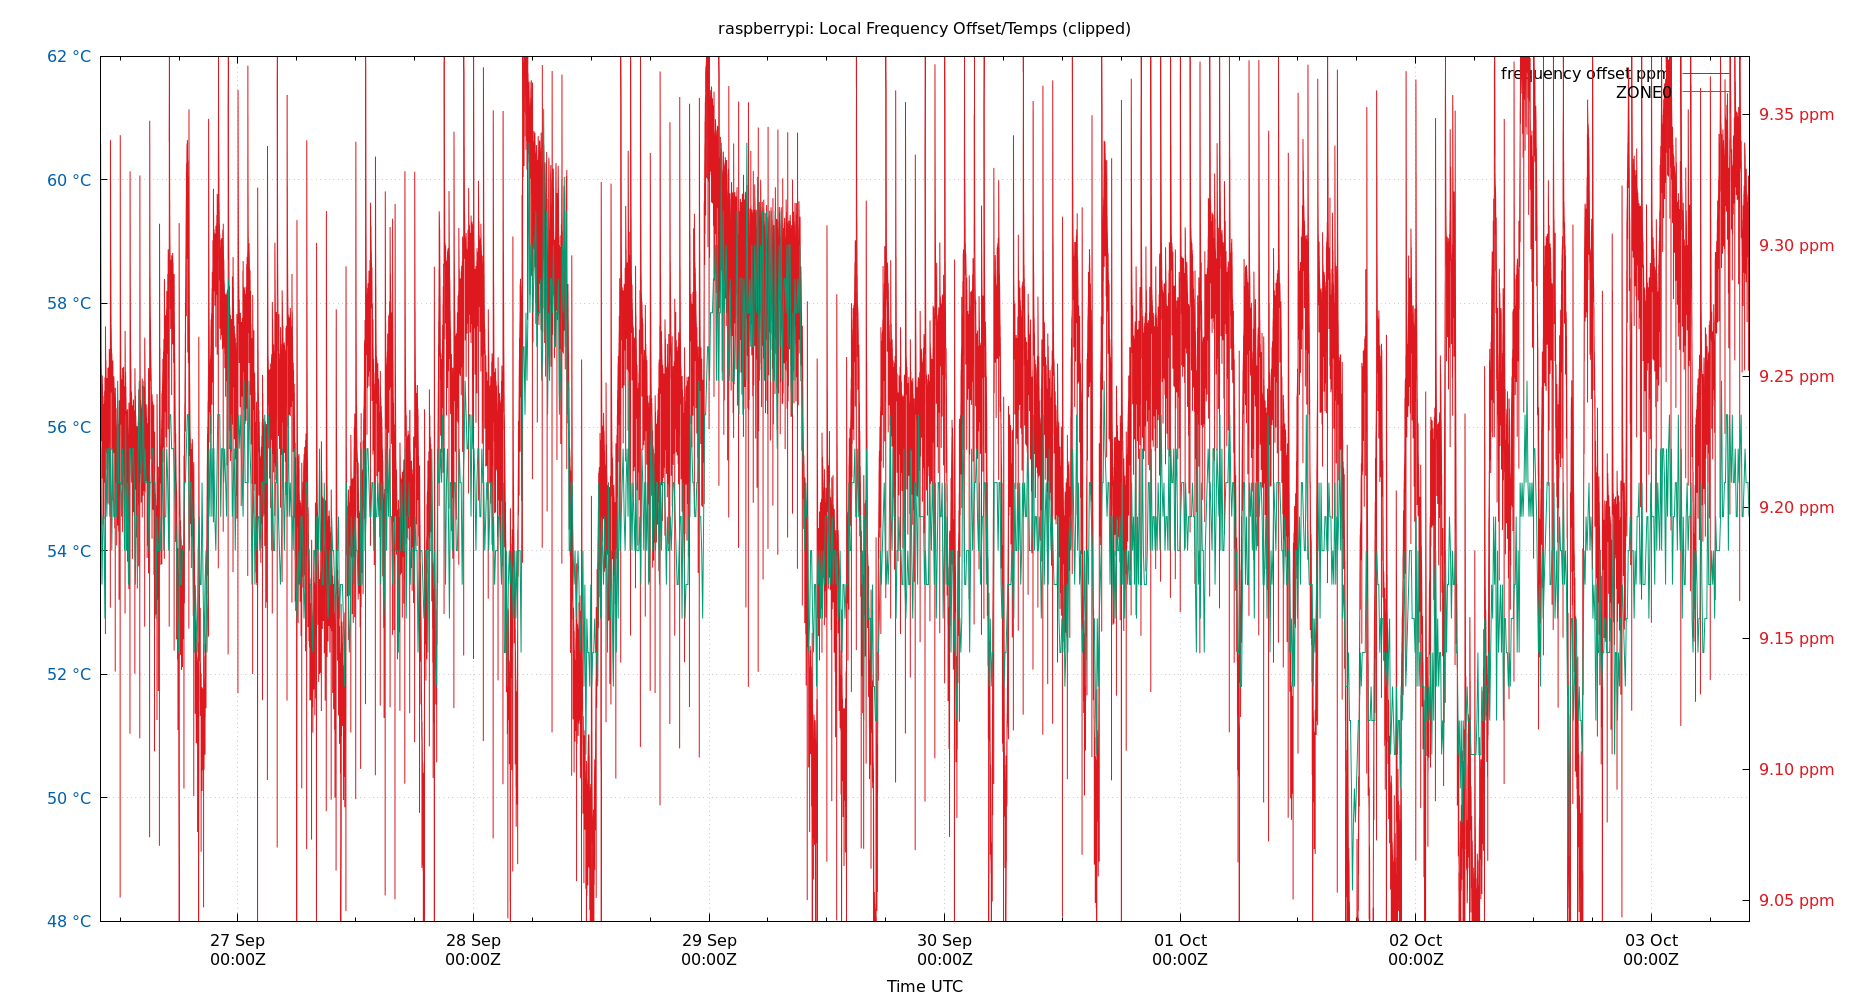 raspberrypi: Local Frequency Offset/Temps (clipped)
62 °C
60 °C
58 °C
56 °C
54 °C
52 °C
50 °C
48 °C
frequency offset ppm
ZONE0
9.35 ppm
9.30 ppm
9.25 ppm
9.20 ppm
9.15 ppm
9.10 ppm
9.05 ppm
27 Sep
00:00Z
28 Sep
00:00Z
29 Sep
00:00Z
30 Sep
00:00Z
01 Oct
00:00Z
02 Oct
00:00Z
03 Oct
00:00Z
Time UTC